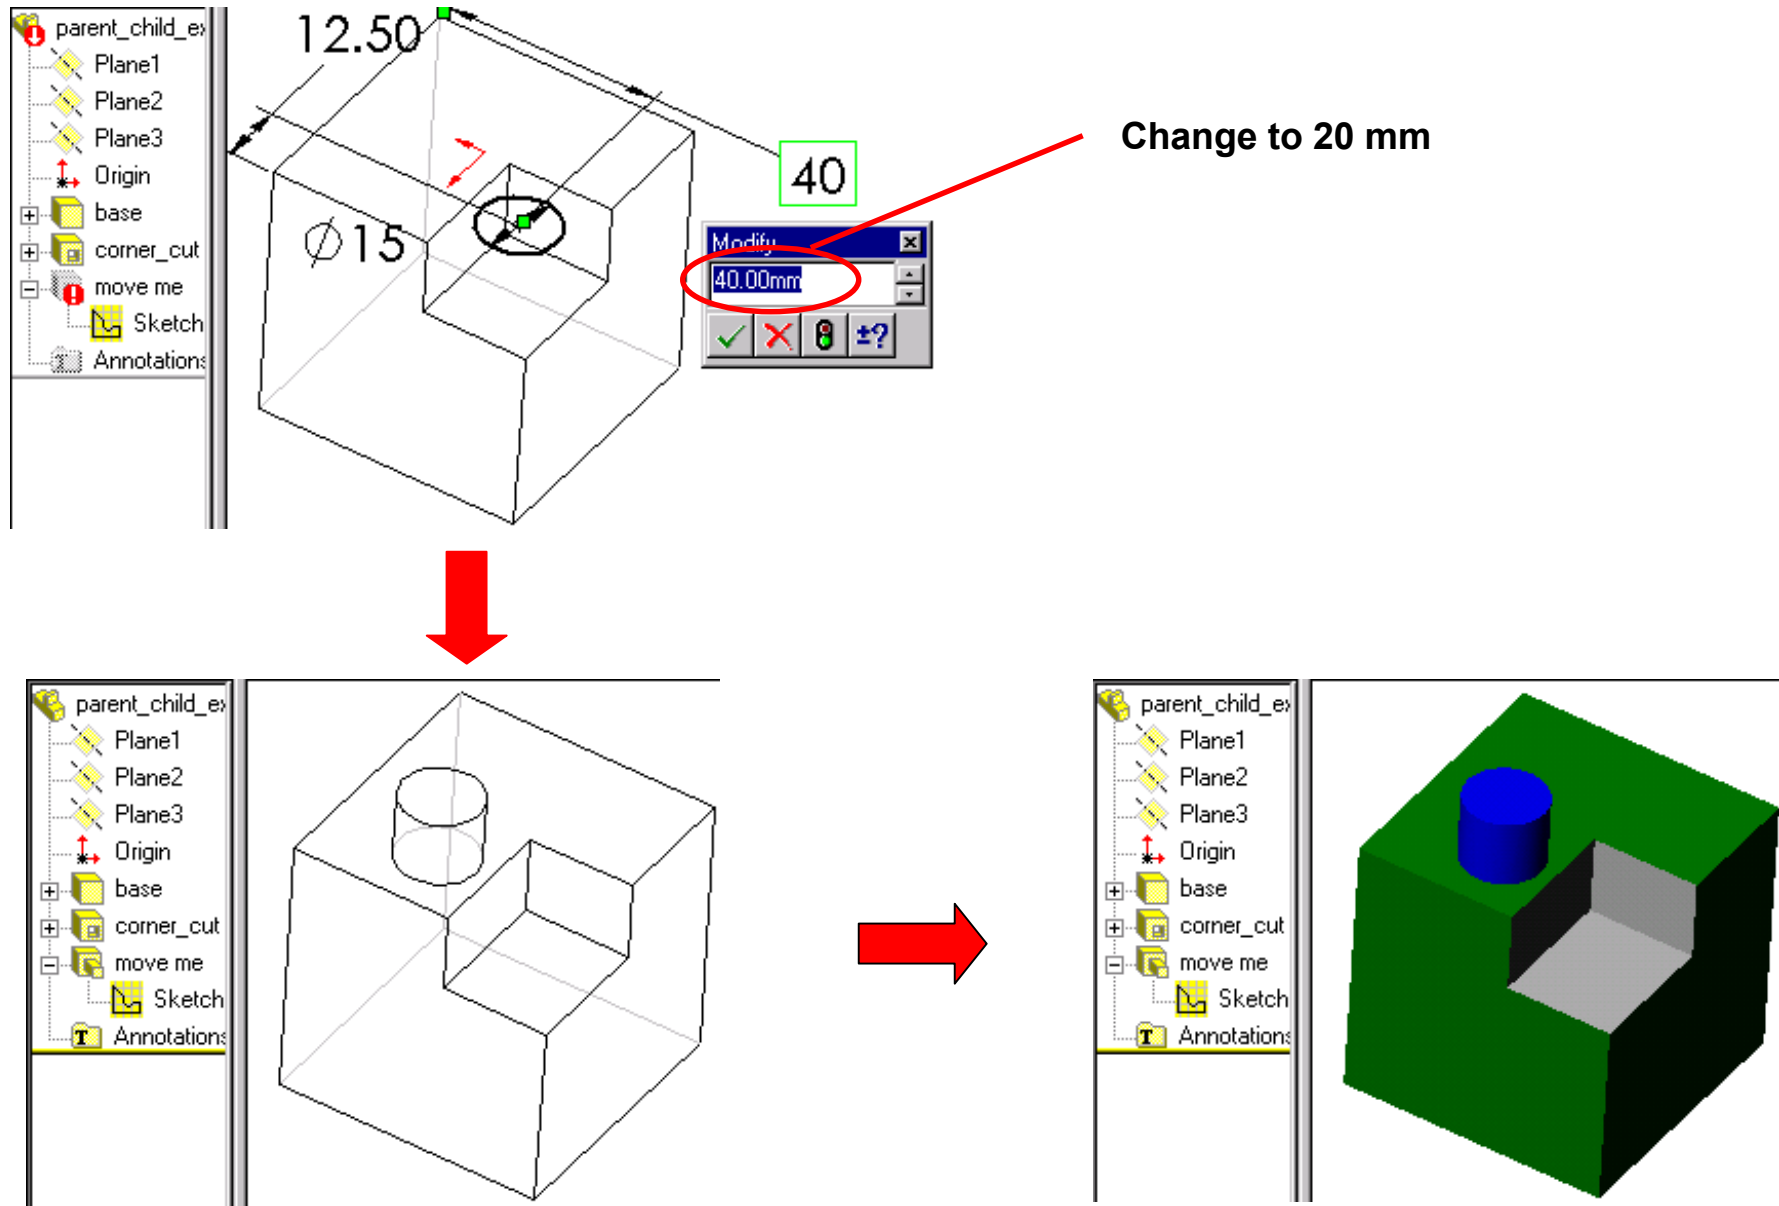 parent_child_ex
Plane1
Plane2
Plane3
Origin
base
corner_cut
move me
Sketch
Annotations
12.50
40
⌀15
Modify
40.00mm
±?
Change to 20 mm
parent_child_ex
Plane1
Plane2
Plane3
Origin
base
corner_cut
move me
Sketch
T Annotations
parent_child_ex
Plane1
Plane2
Plane3
Origin
base
corner_cut
move me
Sketch
T Annotations